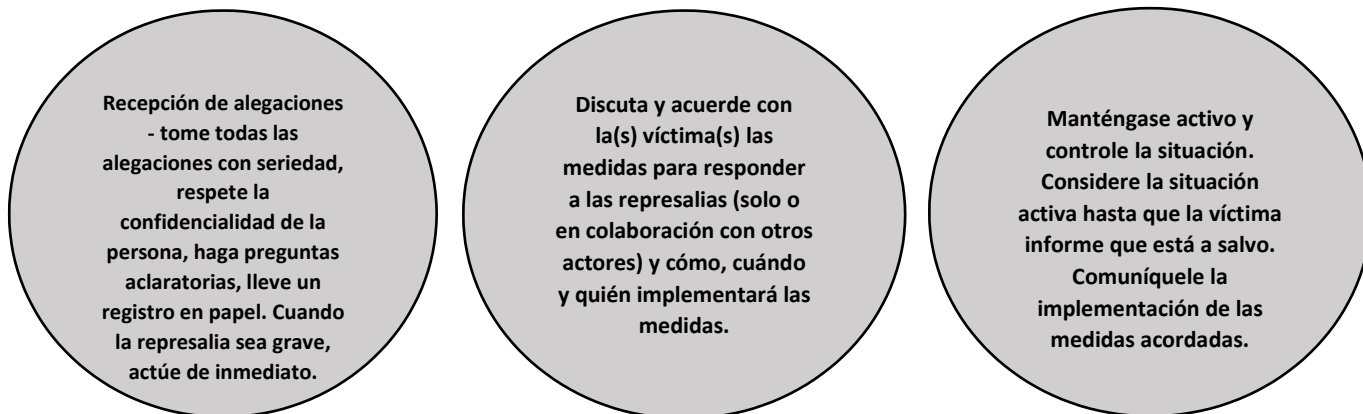 Recepción de alegaciones
- tome todas las
alegaciones con seriedad,
respete la
confidencialidad de la
persona, haga preguntas
aclaratorias, lleve un
registro en papel. Cuando
la represalia sea grave,
actúe de inmediato.
Discuta y acuerde con
la(s) víctima(s) las
medidas para responder
a las represalias (solo o
en colaboración con otros
actores) y cómo, cuándo
y quién implementará las
medidas.
Manténgase activo y
controle la situación.
Considere la situación
activa hasta que la víctima
informe que está a salvo.
Comuníquele la
implementación de las
medidas acordadas.